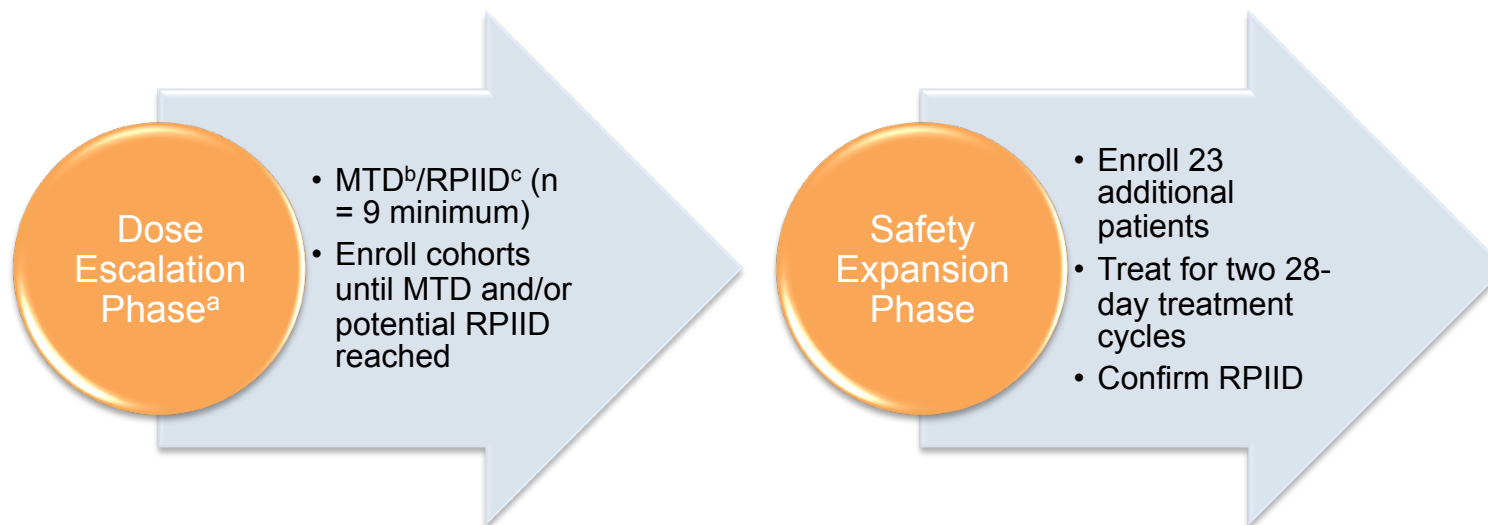 Dose
Escalation
Phaseᵃ
• MTDᵇ/RPIIDᶜ (n
= 9 minimum)
• Enroll cohorts
until MTD and/or
potential RPIID
reached
Safety
Expansion
Phase
• Enroll 23
additional
patients
• Treat for two 28-
day treatment
cycles
• Confirm RPIID